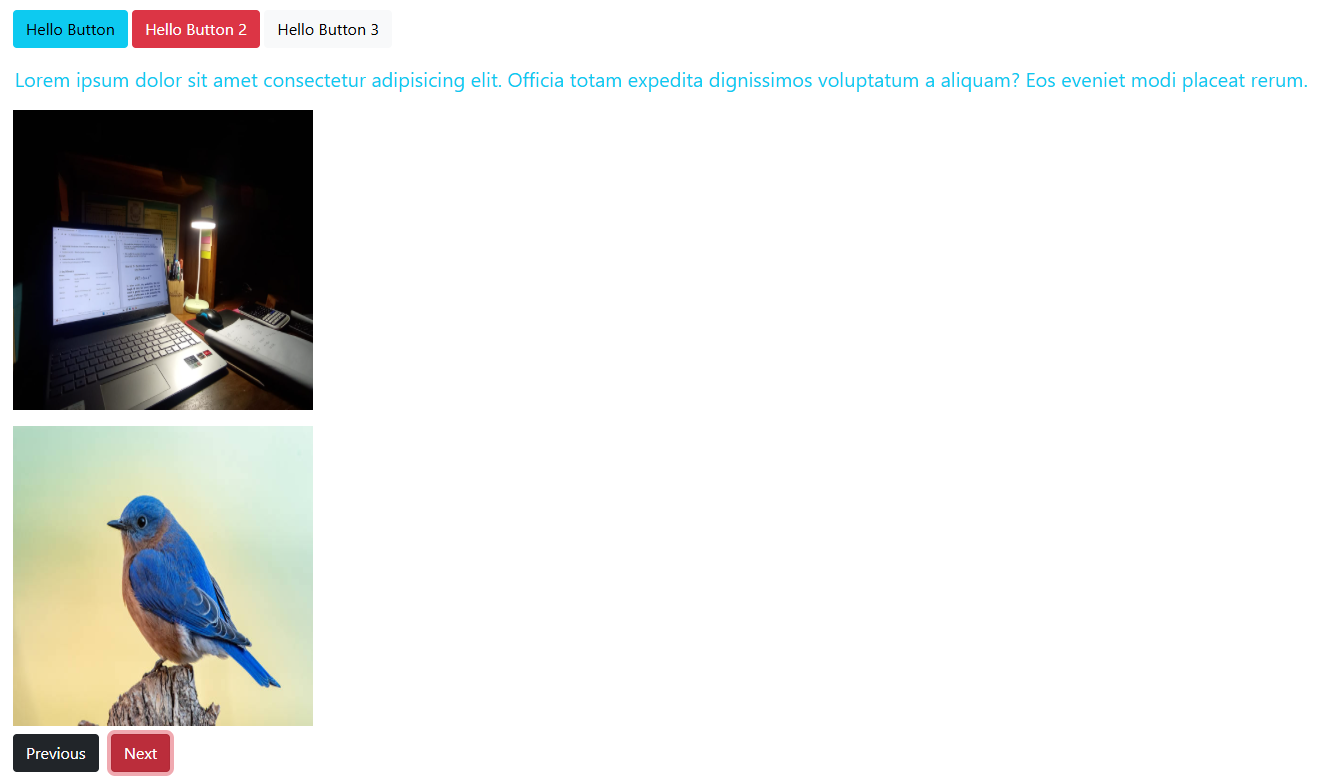 Hello Button Hello Button 2 Hello Button 3
Lorem ipsum dolor sit amet consectetur adipisicing elit. Officia totam expedita dignissimos voluptatum a aliquam? Eos eveniet modi placeat rerum.
Previous Next